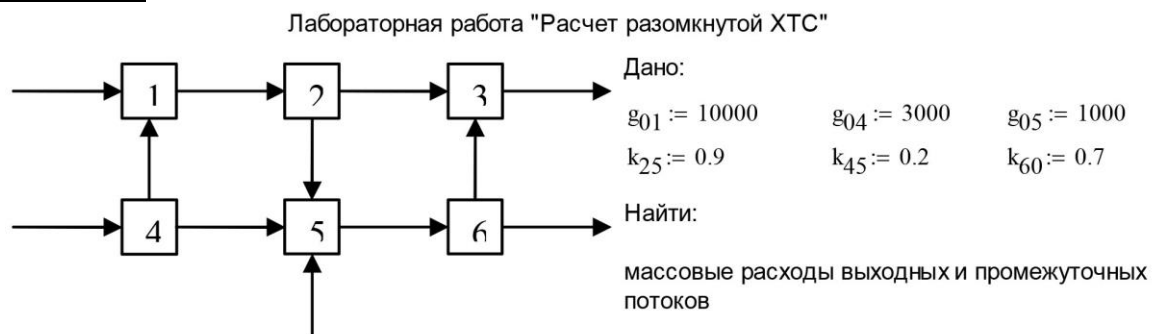 Лабораторная работа "Расчет разомкнутой ХТС"
Дано:
1 2 3
g01 := 10000 g04 := 3000 g05 := 1000
k25 := 0.9 k45 := 0.2 k60 := 0.7
Найти:
4 5 6
массовые расходы выходных и промежуточных
потоков